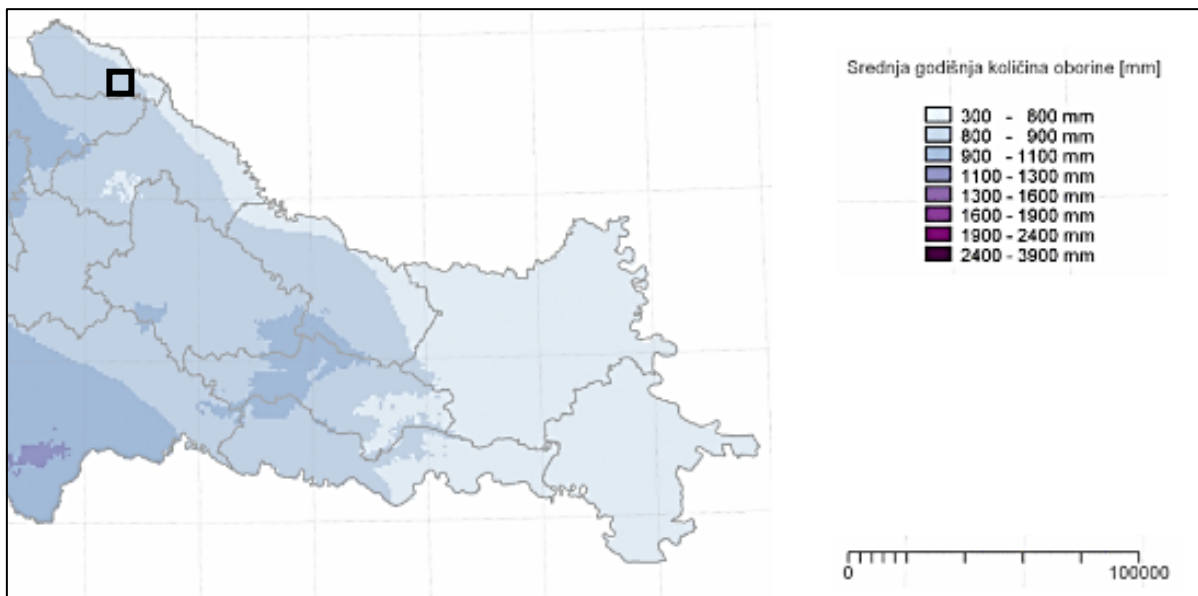 Srednja godišnja količina oborine [mm]
300 - 800 mm
800 - 900 mm
900 - 1100 mm
1100 - 1300 mm
1300 - 1600 mm
1600 - 1900 mm
1900 - 2400 mm
2400 - 3900 mm
0 100000